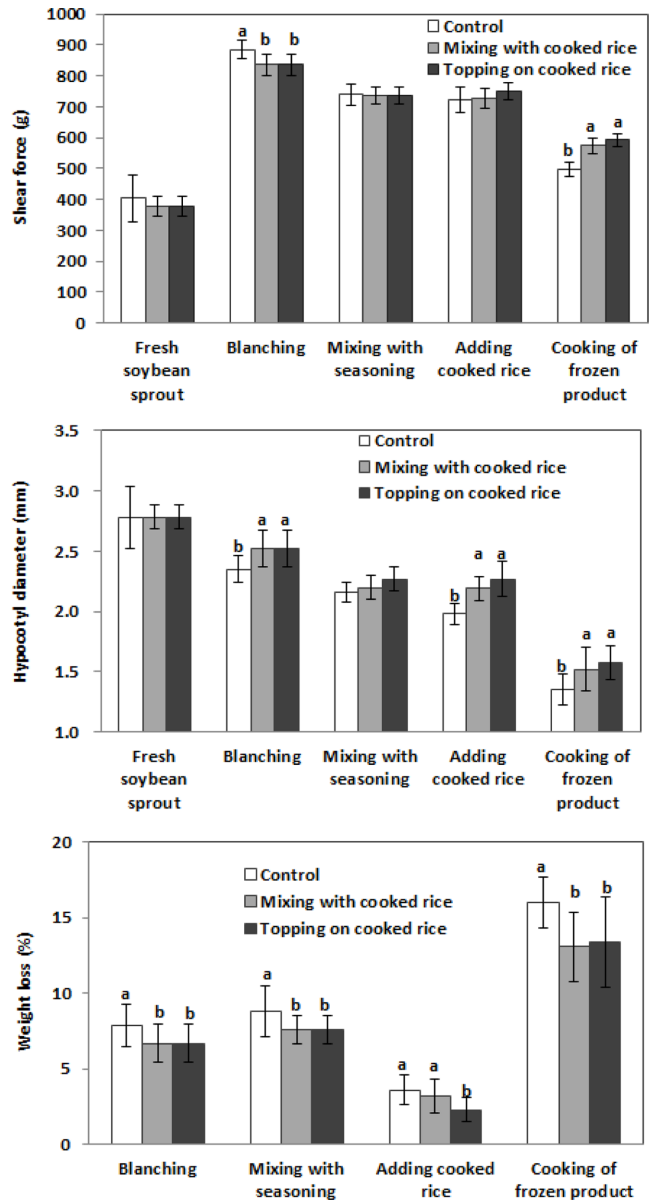 1000
900
800
700
600
500
400
300
200
100
0
Shear force (g)
Control
Mixing with cooked rice
Topping on cooked rice
a b b
b a a
Fresh soybean sprout
Blanching
Mixing with seasoning
Adding cooked rice
Cooking of frozen product
3.5
3.0
2.5
2.0
1.5
1.0
Hypocotyl diameter (mm)
Control
Mixing with cooked rice
Topping on cooked rice
b a a
b a a
b a a
Fresh soybean sprout
Blanching
Mixing with seasoning
Adding cooked rice
Cooking of frozen product
20
15
10
5
0
Weight loss (%)
Control
Mixing with cooked rice
Topping on cooked rice
a b b
a b b
a a b
a b b
Blanching
Mixing with seasoning
Adding cooked rice
Cooking of frozen product